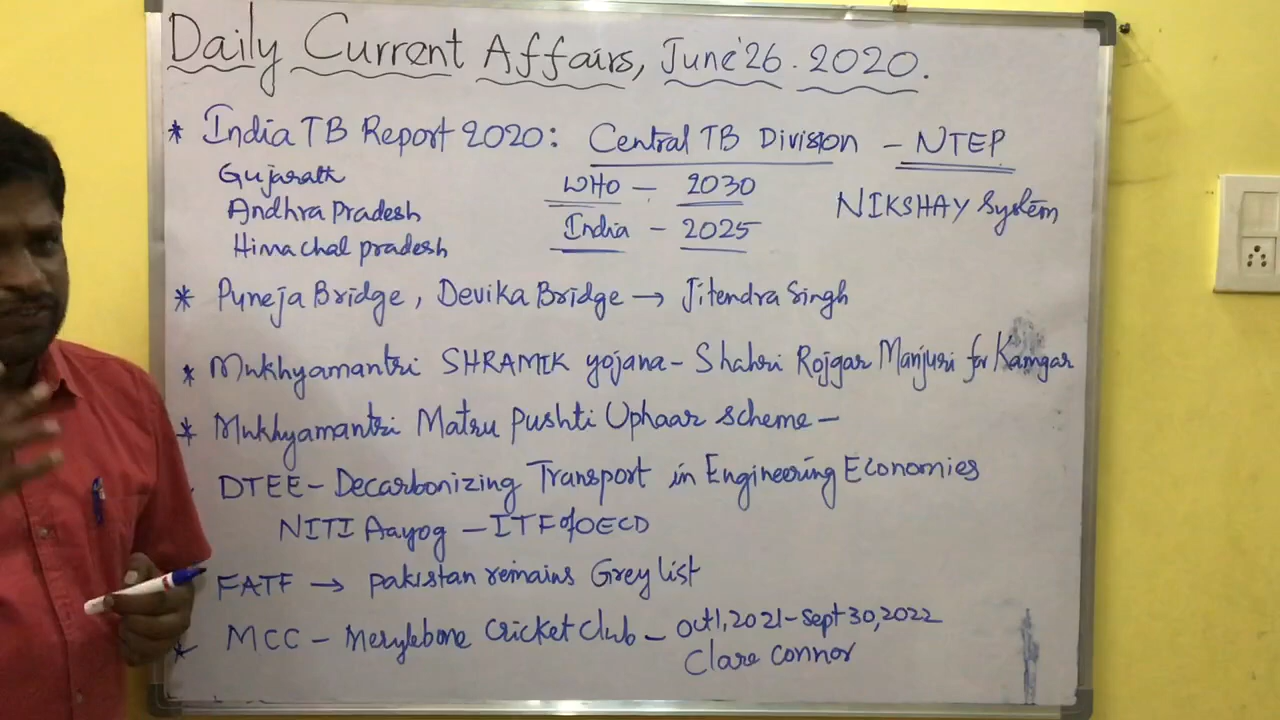 Daily Current Affairs, June'26. 2020.
* India TB Report 2020: Central TB Division - NTEP
Gujarath WHO - 2030 NIKSHAY System
Andhra Pradesh India - 2025
Himachal pradesh
* Puneja Bridge, Devika Bridge → Jitendra Singh
* Mukhyamantri SHRAMIK yojana - Shahri Rojgar Manjuri for Kamgar
* Mukhyamantri Matru Pushti Uphaar Scheme -
DTEE - Decarbonizing Transport in Engineering Economies
NITI Aayog - ITF of OECD
FATF → pakistan remains Grey list
* MCC - Merylebone Cricket Club - Oct 1, 2021 - Sept 30, 2022
Clare Connor